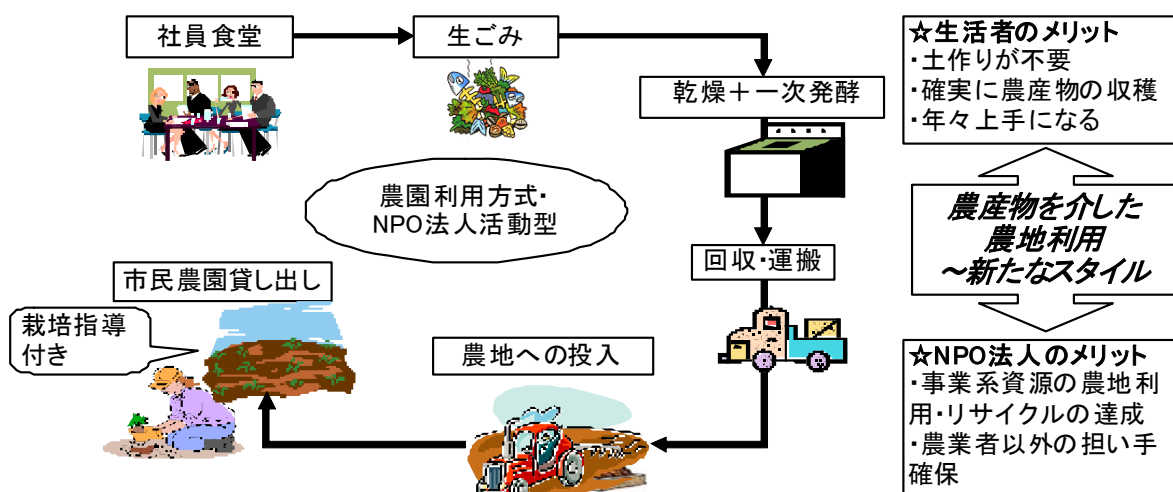 社員食堂
生ごみ
乾燥＋一次発酵
回収・運搬
農地への投入
市民農園貸し出し
栽培指導
付き
農園利用方式・
NPO法人活動型
☆生活者のメリット
・土作りが不要
・確実に農産物の収穫
・年々上手になる
農産物を介した
農地利用
～新たなスタイル
☆NPO法人のメリット
・事業系資源の農地利
用・リサイクルの達成
・農業者以外の担い手
確保